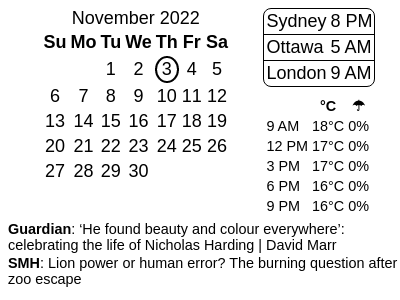 November 2022
Su Mo Tu We Th Fr Sa
1 2 3 4 5
6 7 8 9 10 11 12
13 14 15 16 17 18 19
20 21 22 23 24 25 26
27 28 29 30
Sydney 8 PM
Ottawa 5 AM
London 9 AM
°C ☂
9 AM 18°C 0%
12 PM 17°C 0%
3 PM 17°C 0%
6 PM 16°C 0%
9 PM 16°C 0%
Guardian: ‘He found beauty and colour everywhere’:
celebrating the life of Nicholas Harding | David Marr
SMH: Lion power or human error? The burning question after
zoo escape